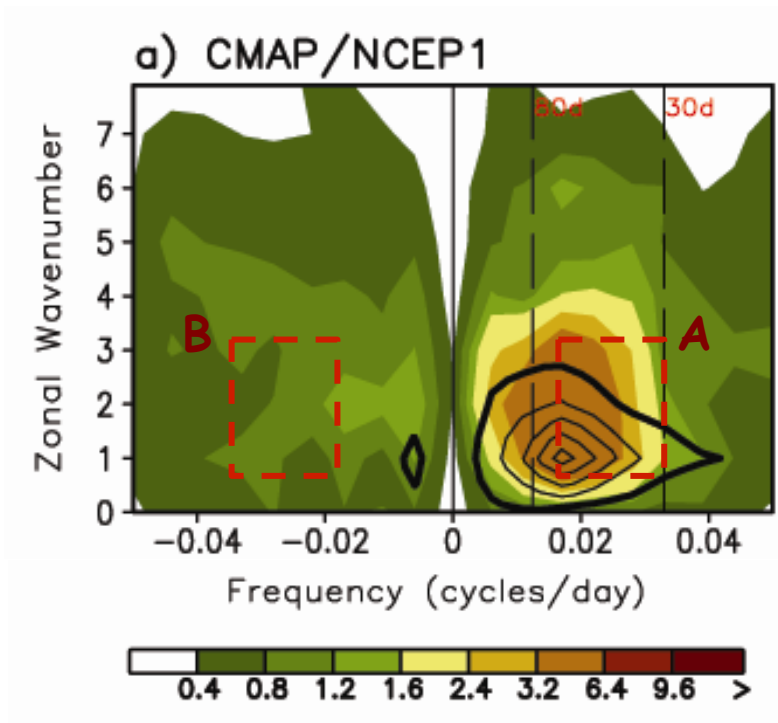 a) CMAP/NCEP1
80d 30d
7
6
5
4
B A
3
2
1
0
Zonal Wavenumber
−0.04 −0.02 0 0.02 0.04
Frequency (cycles/day)
0.4 0.8 1.2 1.6 2.4 3.2 6.4 9.6 >